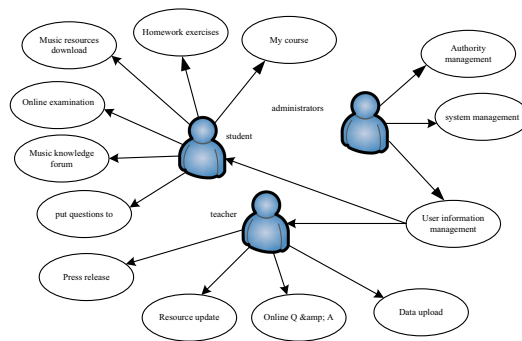 Music resources
download
Homework exercises
My course
Authority
management
Online examination
administrators
system management
student
Music knowledge
forum
put questions to
teacher
User information
management
Press release
Resource update
Online Q &amp; A
Data upload